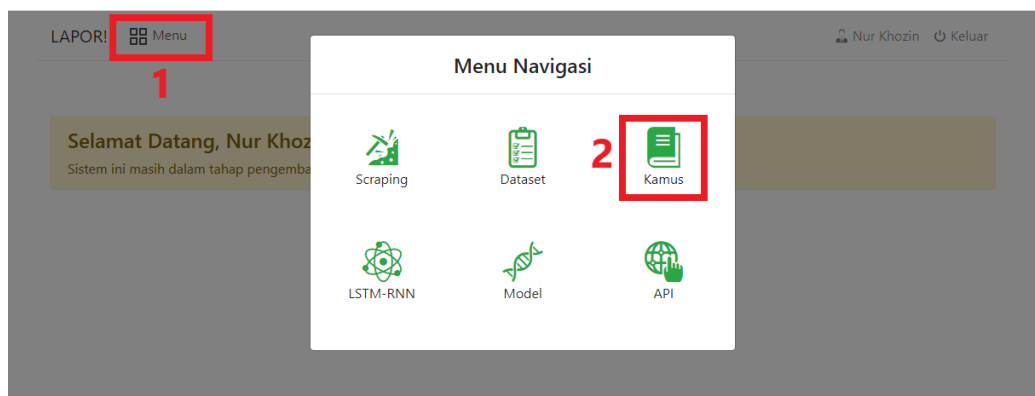 LAPOR! Menu Nur Khozin Keluar
1
Menu Navigasi
Selamat Datang, Nur Khoz
Sistem ini masih dalam tahap pengemba
2
Scraping Dataset Kamus
LSTM-RNN Model API